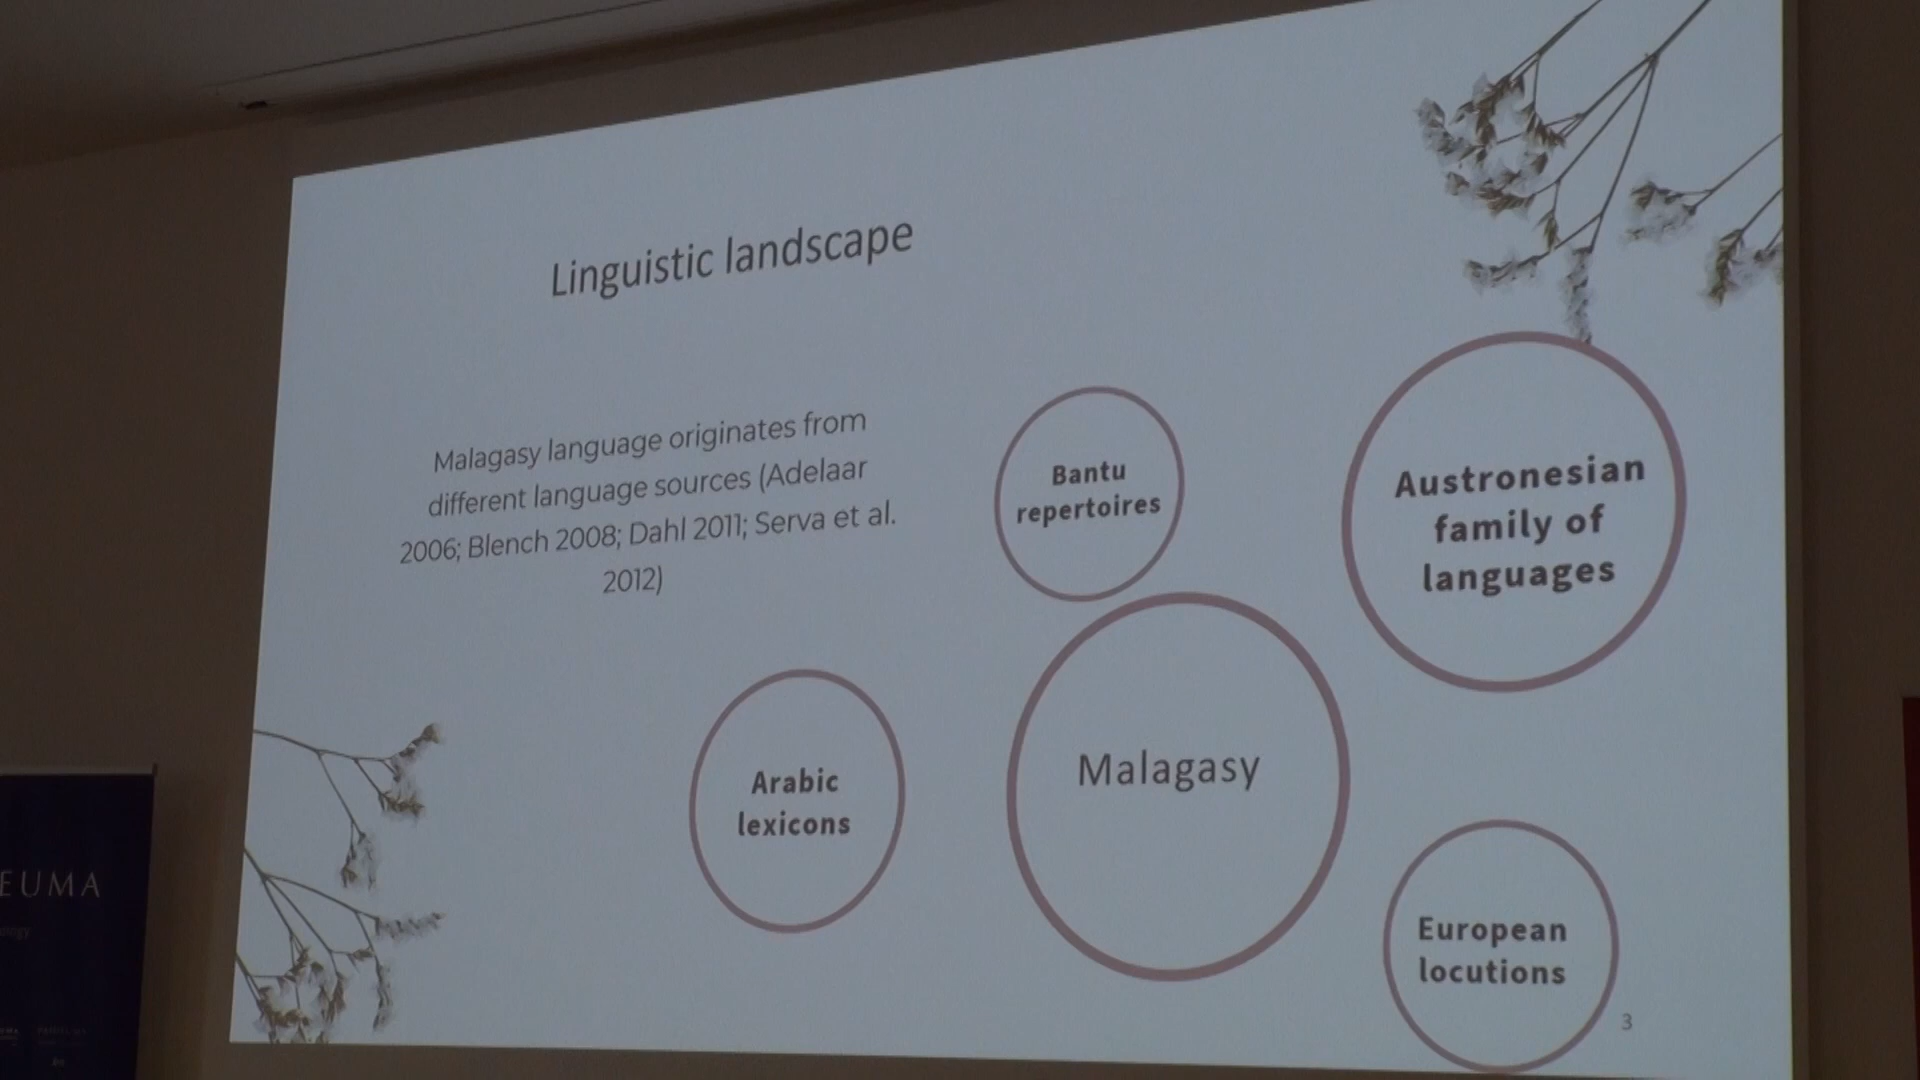 Linguistic landscape
Malagasy language originates from
different language sources (Adelaar
2006; Blench 2008; Dahl 2011; Serva et al.
2012)
Bantu
repertoires
Austronesian
family of
languages
Arabic
lexicons
Malagasy
European
locutions
3
EUMA